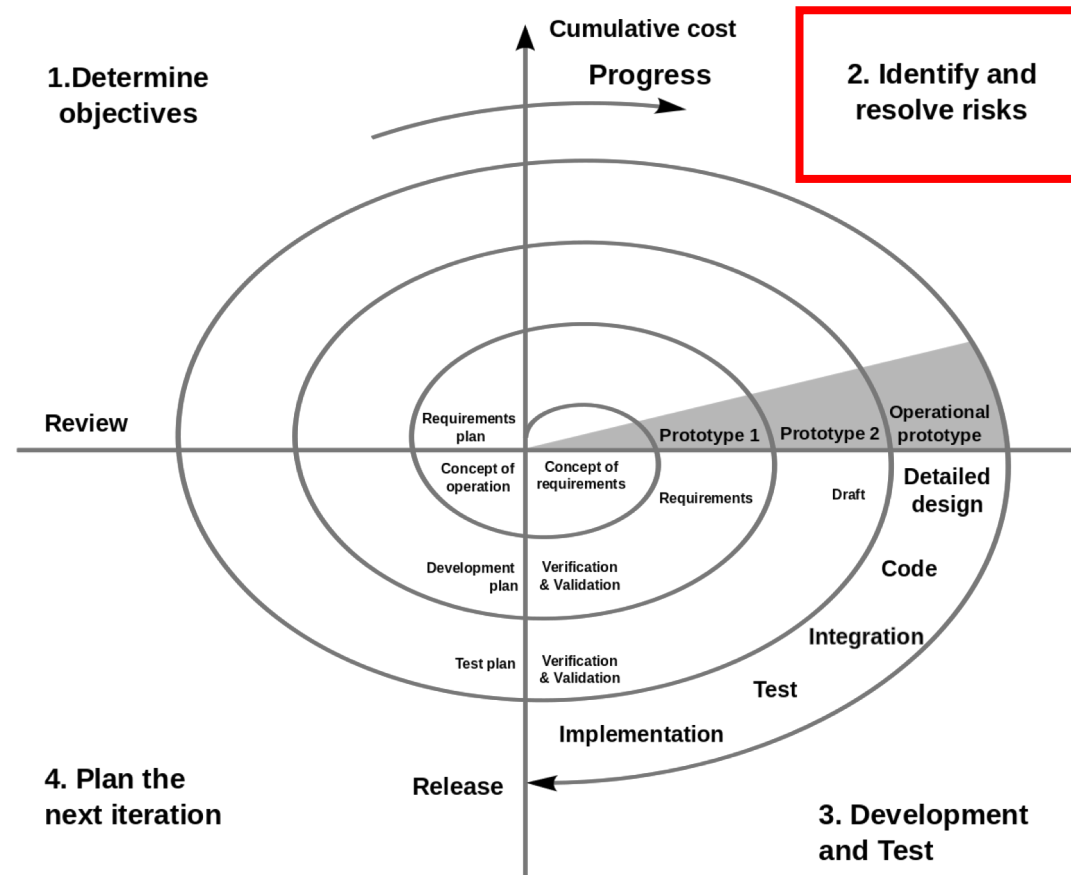 Cumulative cost
Progress
1.Determine
objectives
2. Identify and
resolve risks
Review
Requirements
plan
Prototype 1
Prototype 2
Operational
prototype
Concept of
operation
Concept of
requirements
Requirements
Draft
Detailed
design
Development
plan
Verification
& Validation
Code
Integration
Test plan
Verification
& Validation
Test
Implementation
Release
4. Plan the
next iteration
3. Development
and Test